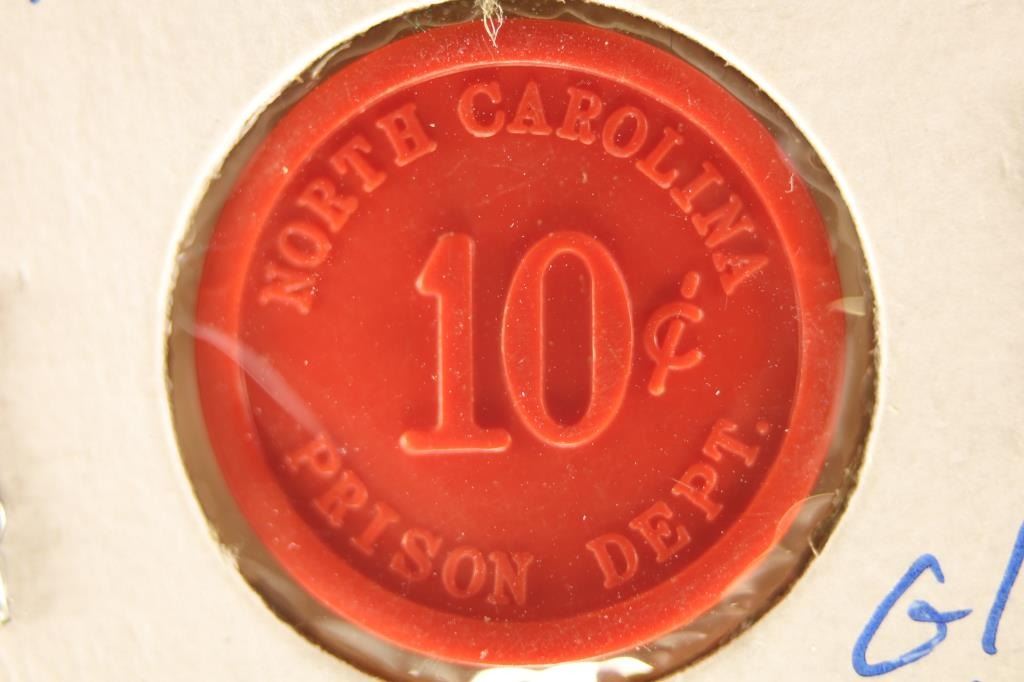 NORTH CAROLINA
10¢
PRISON DEPT.